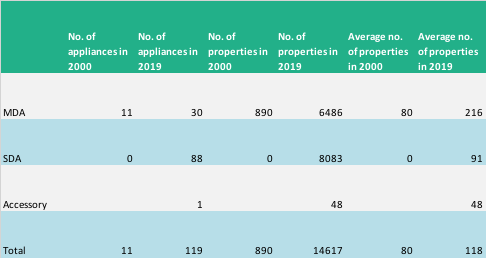 No. of appliances in 2000 No. of appliances in 2019 No. of properties in 2000 No. of properties in 2019 Average no. of properties in 2000 Average no. of properties in 2019
MDA 11 30 890 6486 80 216
SDA 0 88 0 8083 0 91
Accessory 1 48 48
Total 11 119 890 14617 80 118